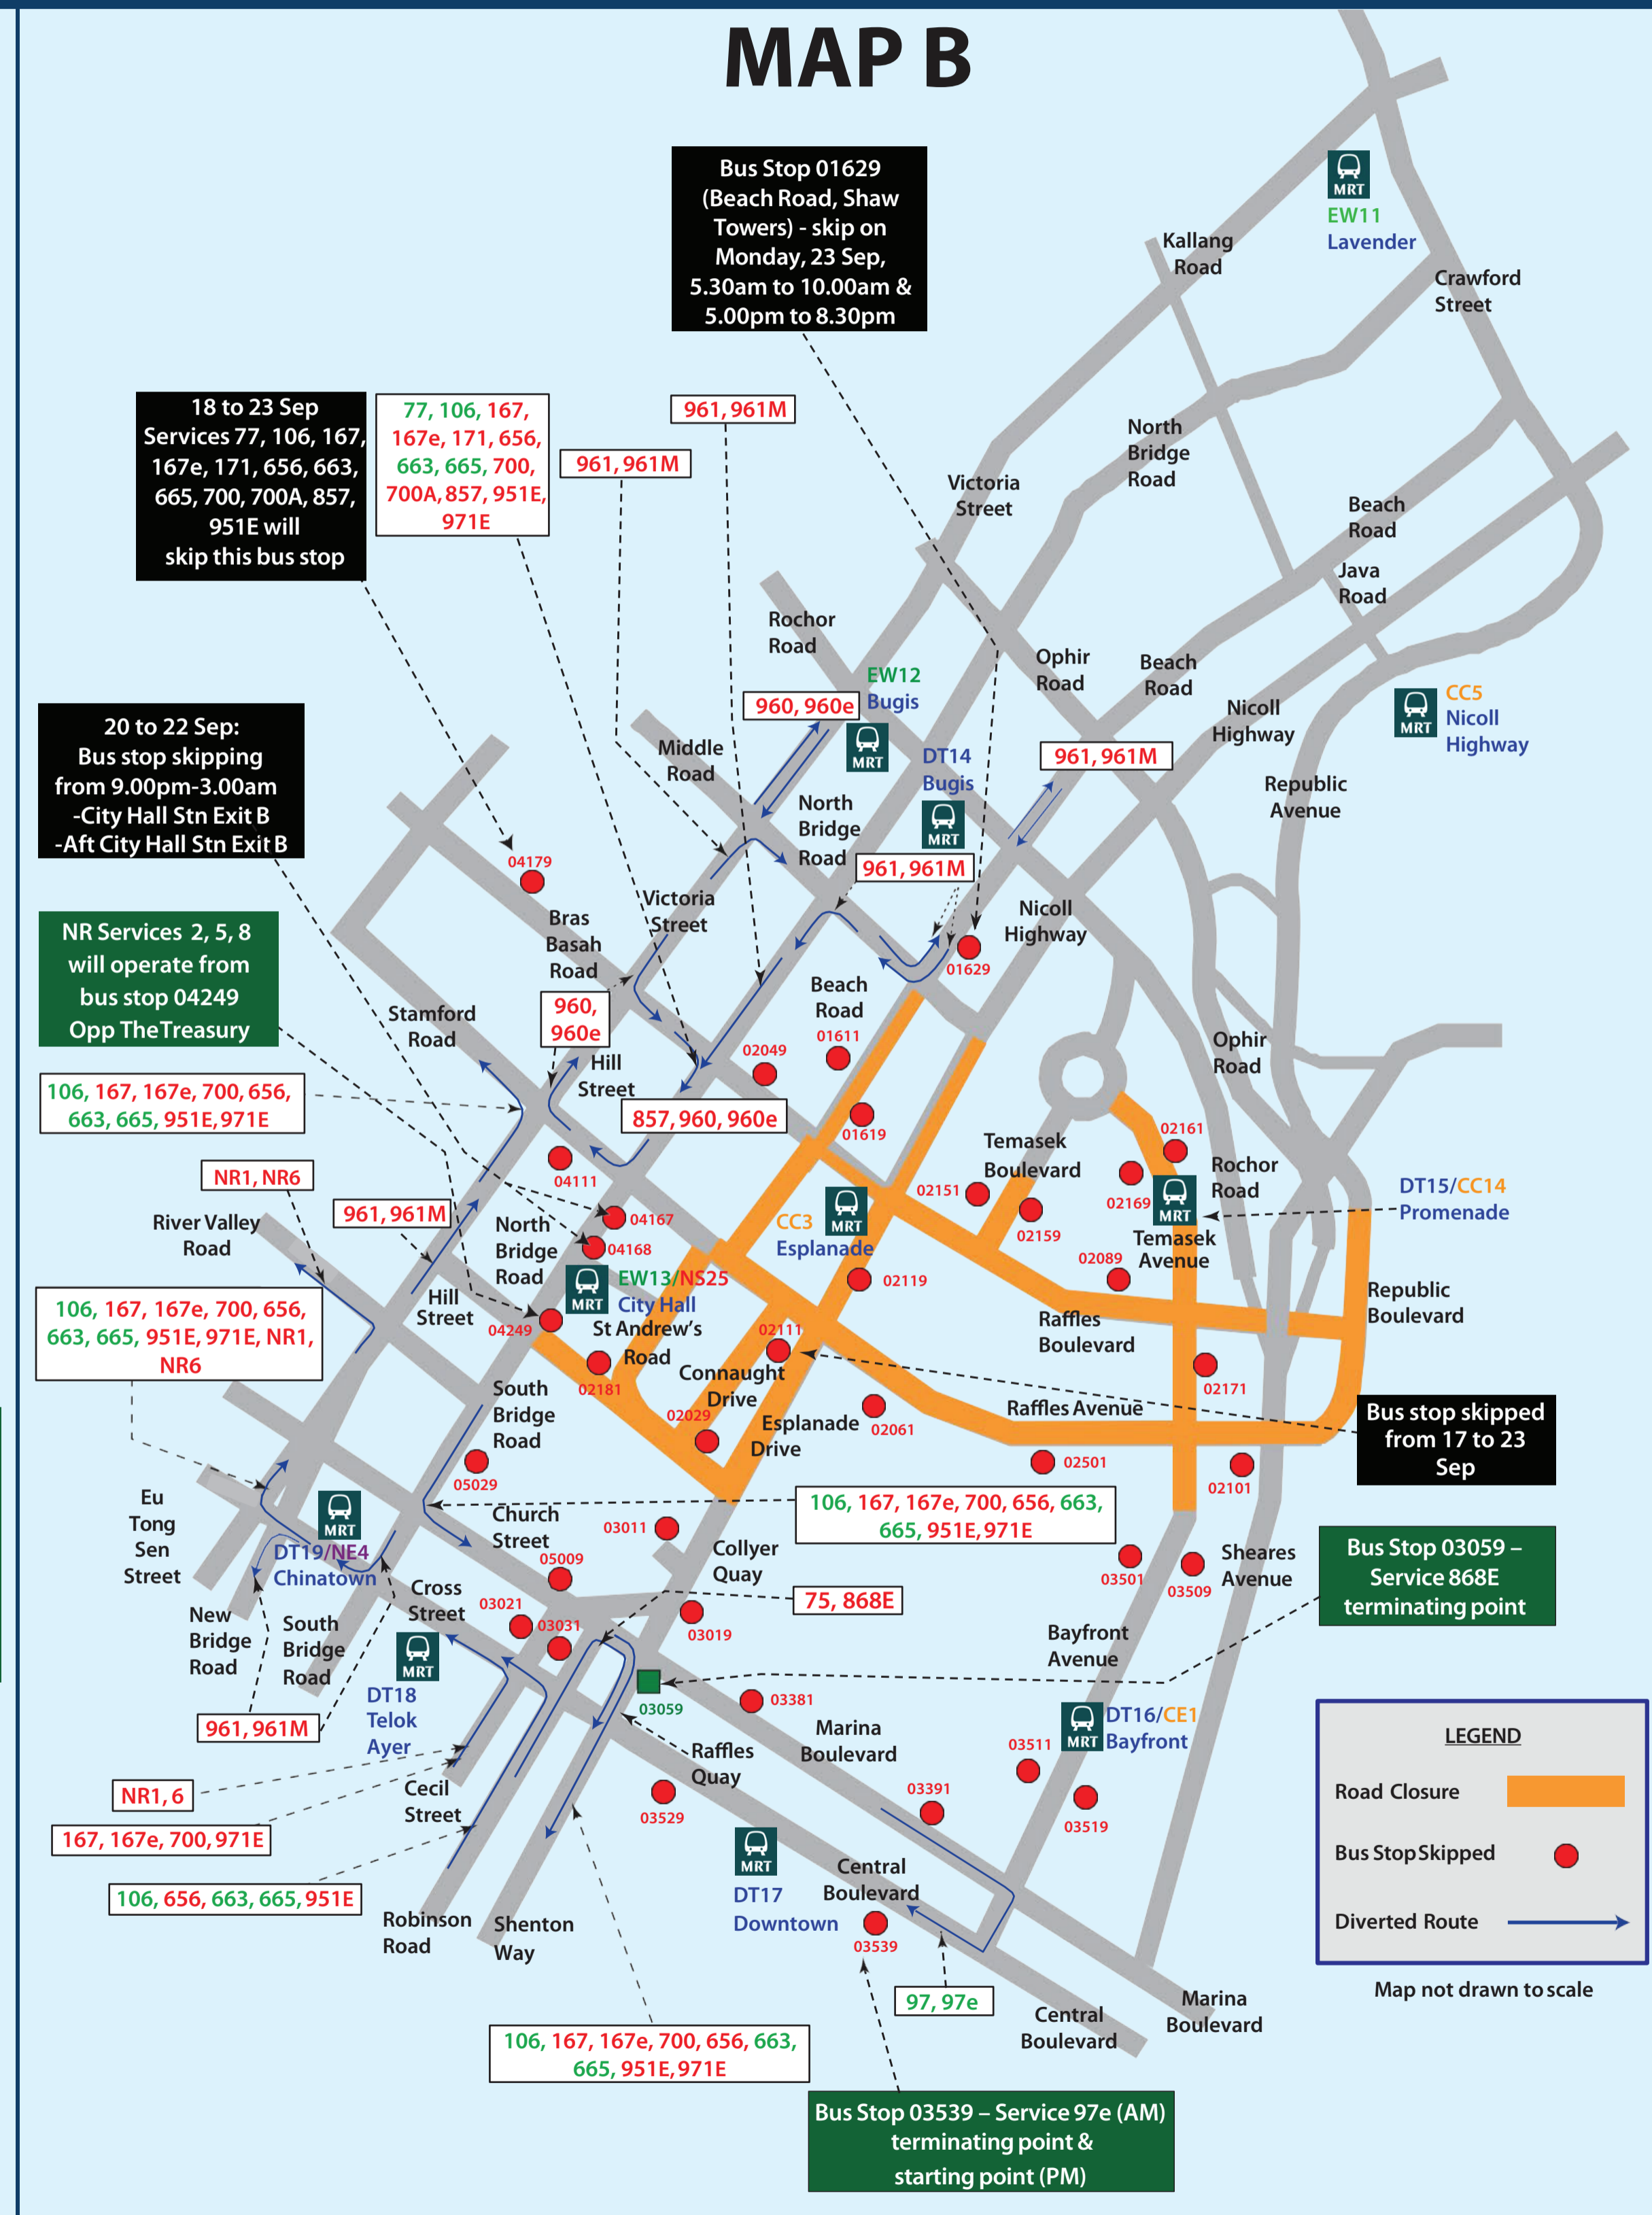 MAP B
Bus Stop 01629
(Beach Road, Shaw
Towers) - skip on
Monday, 23 Sep,
5.30am to 10.00am &
5.00pm to 8.30pm
MRT
EW11
Lavender
Kallang
Road
Crawford
Street
18 to 23 Sep
Services 77, 106, 167,
167e, 171, 656, 663,
665, 700, 700A, 857,
951E will
skip this bus stop
77, 106, 167,
167e, 171, 656,
663, 665, 700,
700A, 857, 951E,
971E
961, 961M
961, 961M
North
Bridge
Road
Victoria
Street
Beach
Road
Java
Road
Rochor
Road
Ophir
Road
Beach
Road
Nicoll
Highway
EW12
Bugis
MRT
960, 960e
MRT
CC5
Nicoll
Highway
20 to 22 Sep:
Bus stop skipping
from 9.00pm-3.00am
-City Hall Stn Exit B
-Aft City Hall Stn Exit B
Middle
Road
DT14
Bugis
MRT
961, 961M
Republic
Avenue
North
Bridge
Road
961, 961M
04179
Victoria
Street
Bras
Basah
Road
Nicoll
Highway
01629
NR Services 2, 5, 8
will operate from
bus stop 04249
Opp TheTreasury
Stamford
Road
960,
960e
Beach
Road
01611
02049
Hill
Street
Ophir
Road
106, 167, 167e, 700, 656,
663, 665, 951E, 971E
857, 960, 960e
01619
04111
Temasek
Boulevard
02161
02169
Rochor
Road
MRT
DT15/CC14
Promenade
NR1, NR6
961, 961M
River Valley
Road
North
Bridge
Road
04167
04168
02151
02159
CC3
Esplanade
MRT
Temasek
Avenue
02089
MRT
EW13/NS25
City Hall
02119
Republic
Boulevard
106, 167, 167e, 700, 656,
663, 665, 951E, 971E, NR1,
NR6
Hill
Street
04249
St Andrew's
Road
02111
Raffles
Boulevard
02181
Connaught
Drive
02171
South
Bridge
Road
02029
Esplanade
Drive
02061
Raffles Avenue
Bus stop skipped
from 17 to 23
Sep
05029
02501
02101
Eu
Tong
Sen
Street
MRT
DT19/NE4
Chinatown
106, 167, 167e, 700, 656, 663,
665, 951E, 971E
Church
Street
03011
Collyer
Quay
03501
03509
Sheares
Avenue
Bus Stop 03059 –
Service 868E
terminating point
05009
Cross
Street
75, 868E
03021
03031
03019
New
Bridge
Road
South
Bridge
Road
MRT
DT18
Telok
Ayer
Bayfront
Avenue
03059
03381
961, 961M
Marina
Boulevard
MRT
DT16/CE1
Bayfront
LEGEND
Road Closure
Bus Stop Skipped
Diverted Route
Map not drawn to scale
Raffles
Quay
03511
03391
03519
NR1, 6
Cecil
Street
03529
167, 167e, 700, 971E
MRT
DT17
Downtown
Central
Boulevard
106, 656, 663, 665, 951E
Robinson
Road
Shenton
Way
03539
97, 97e
Central
Boulevard
Marina
Boulevard
106, 167, 167e, 700, 656, 663,
665, 951E, 971E
Bus Stop 03539 – Service 97e (AM)
terminating point &
starting point (PM)